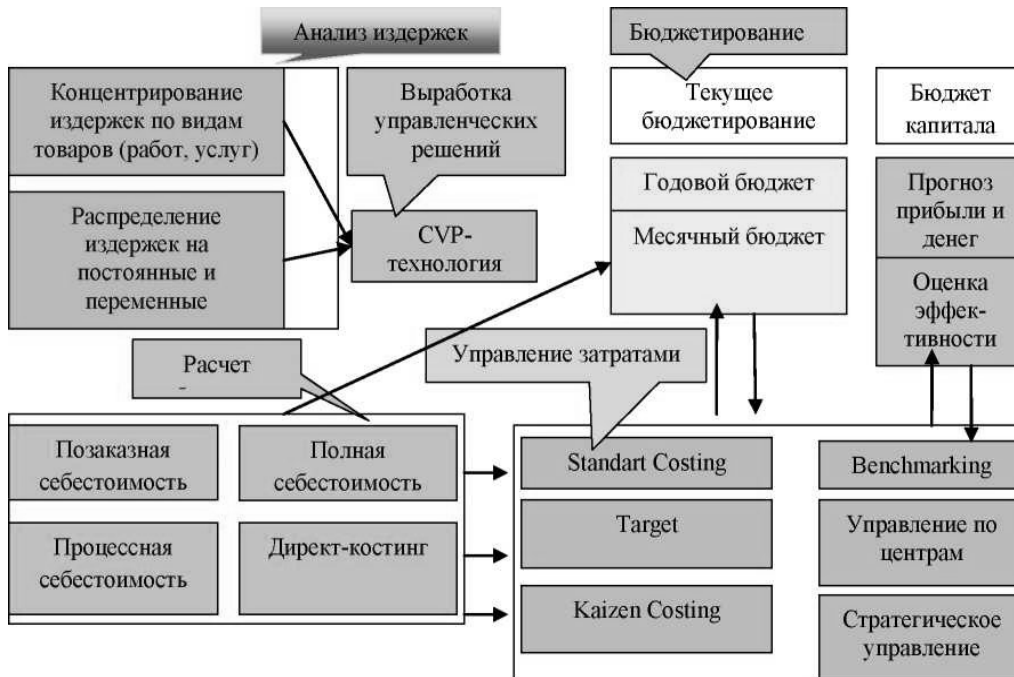 Анализ издержек
Бюджетирование
Концентрирование
издержек по видам
товаров (работ, услуг)
Выработка
управленческих
решений
Текущее
бюджетирование
Бюджет
капитала
Распределение
издержек на
постоянные и
переменные
CVP-
технология
Годовой бюджет
Месячный бюджет
Прогноз
прибыли и
денег
Оценка
эффек-
тивности
Расчет
Управление затратами
Позаказная
себестоимость
Полная
себестоимость
Процессная
себестоимость
Директ-костинг
Standart Costing
Benchmarking
Target
Управление по
центрам
Kaizen Costing
Стратегическое
управление